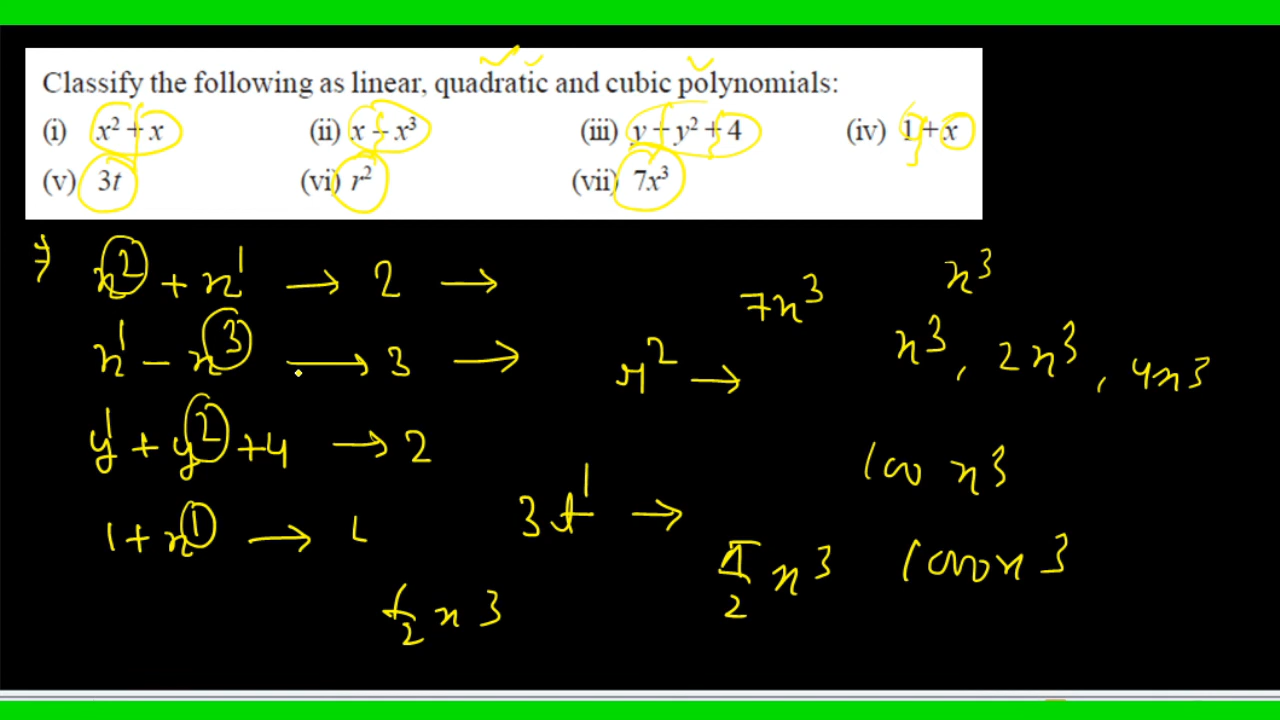 Classify the following as linear, quadratic and cubic polynomials:
(i) x² + x (ii) x – x³ (iii) y + y² + 4 (iv) 1 + x
(v) 3t (vi) r² (vii) 7x³
x² + x¹ → 2 →
7x³
x³
x¹ – x³ → 3 →
r² →
x³, 2x³, 4x³
y¹ + y² + 4 → 2
100 x³
1 + x¹ →
3t¹ →
π/2 x³
1000x³
1/2 x³